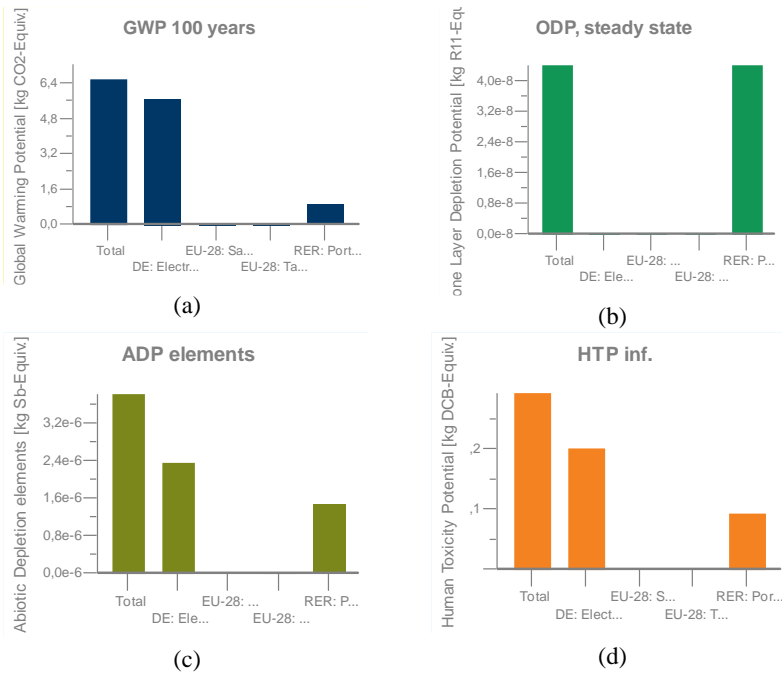 GWP 100 years
Global Warming Potential [kg CO2-Equiv.]
6,4
4,8
3,2
1,6
0,0
Total
EU-28: Sa...
RER: Port...
DE: Electr...
EU-28: Ta...
(a)
ODP, steady state
one Layer Depletion Potential [kg R11-Equ
4,0e-8
3,2e-8
2,4e-8
1,6e-8
0,8e-8
0,0e-8
Total
EU-28: ...
RER: P...
DE: Ele...
EU-28: ...
(b)
ADP elements
Abiotic Depletion elements [kg Sb-Equiv.]
3,2e-6
2,4e-6
1,6e-6
0,8e-6
0,0e-6
Total
EU-28: ...
RER: P...
DE: Ele...
EU-28: ...
(c)
HTP inf.
Human Toxicity Potential [kg DCB-Equiv.]
,2
,1
Total
EU-28: S...
RER: Por...
DE: Elect...
EU-28: T...
(d)